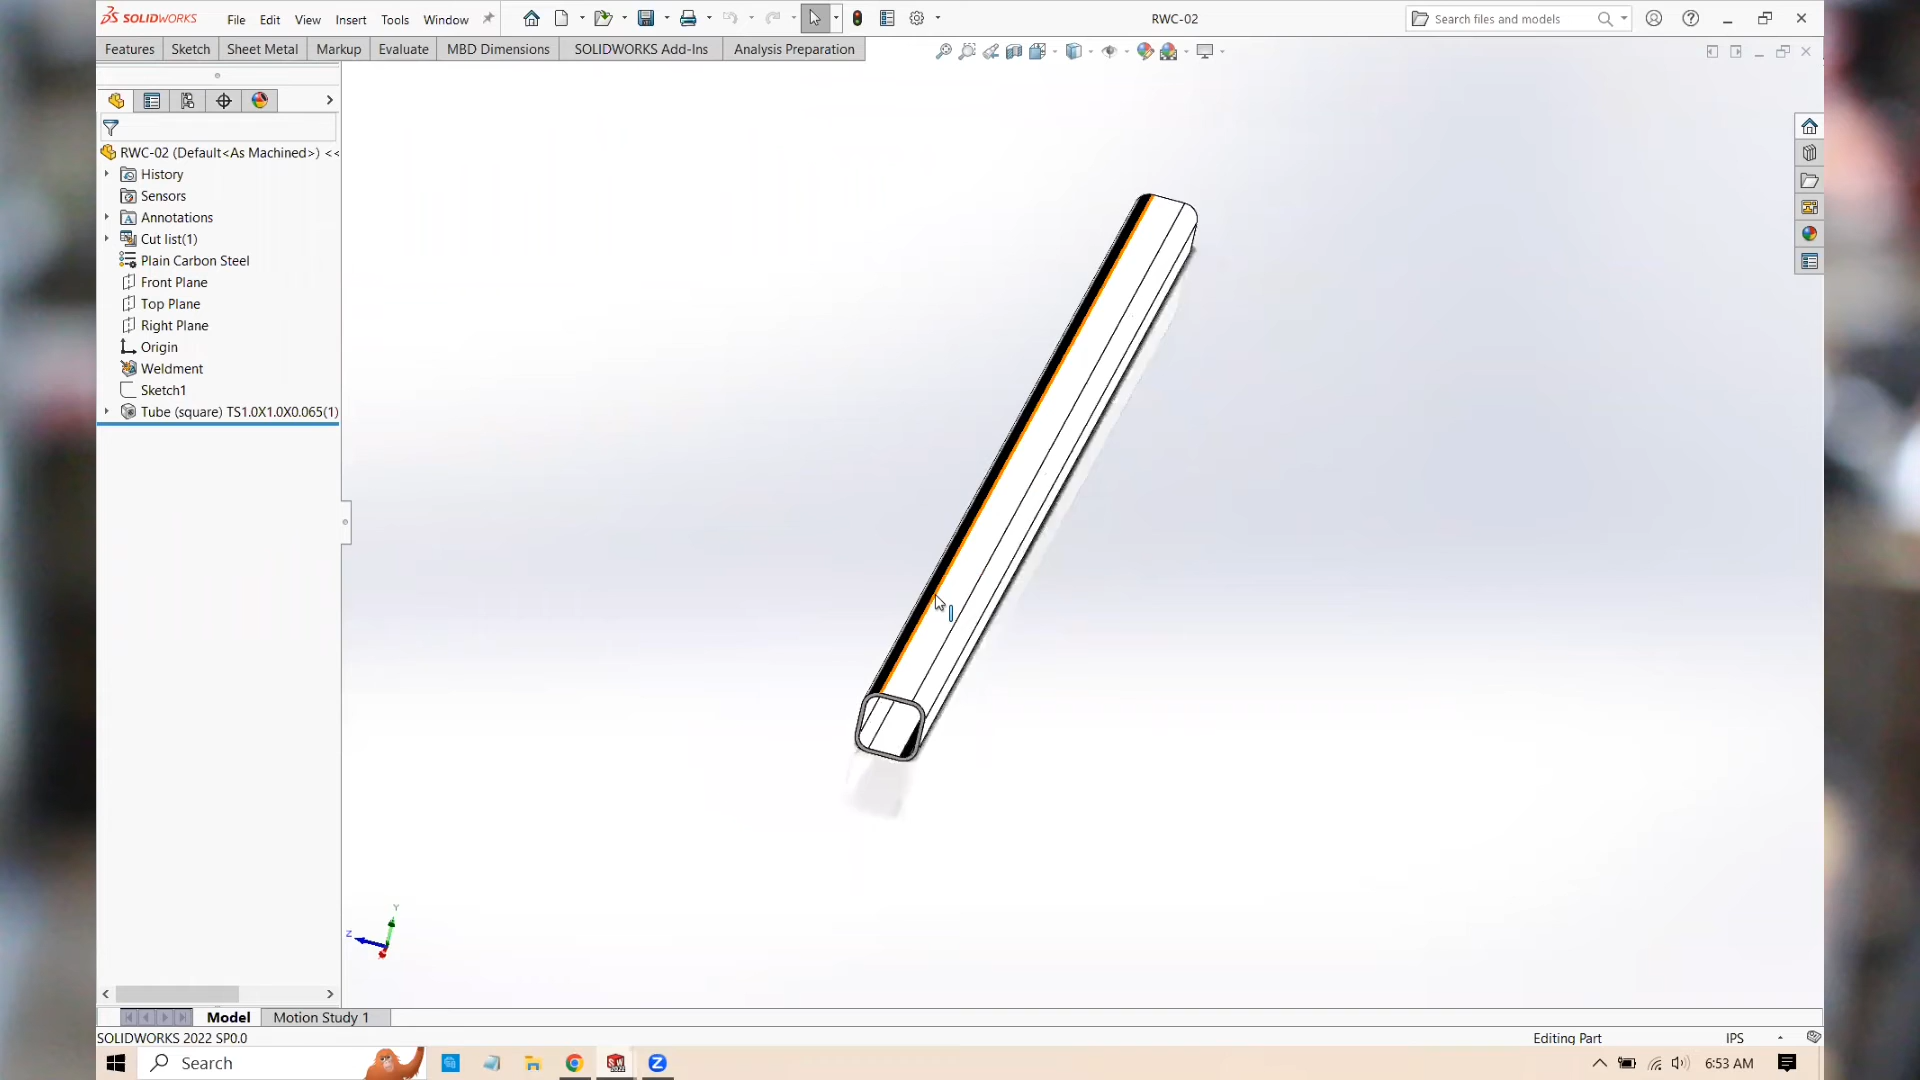 SOLIDWORKS File Edit View Insert Tools Window RWC-02 Search files and models
Features Sketch Sheet Metal Markup Evaluate MBD Dimensions SOLIDWORKS Add-Ins Analysis Preparation
RWC-02 (Default<As Machined>) <<
History
Sensors
Annotations
Cut list(1)
Plain Carbon Steel
Front Plane
Top Plane
Right Plane
Origin
Weldment
Sketch1
Tube (square) TS1.0X1.0X0.065(1)
Y
Z
Model Motion Study 1
SOLIDWORKS 2022 SP0.0 Editing Part IPS
Search 6:53 AM